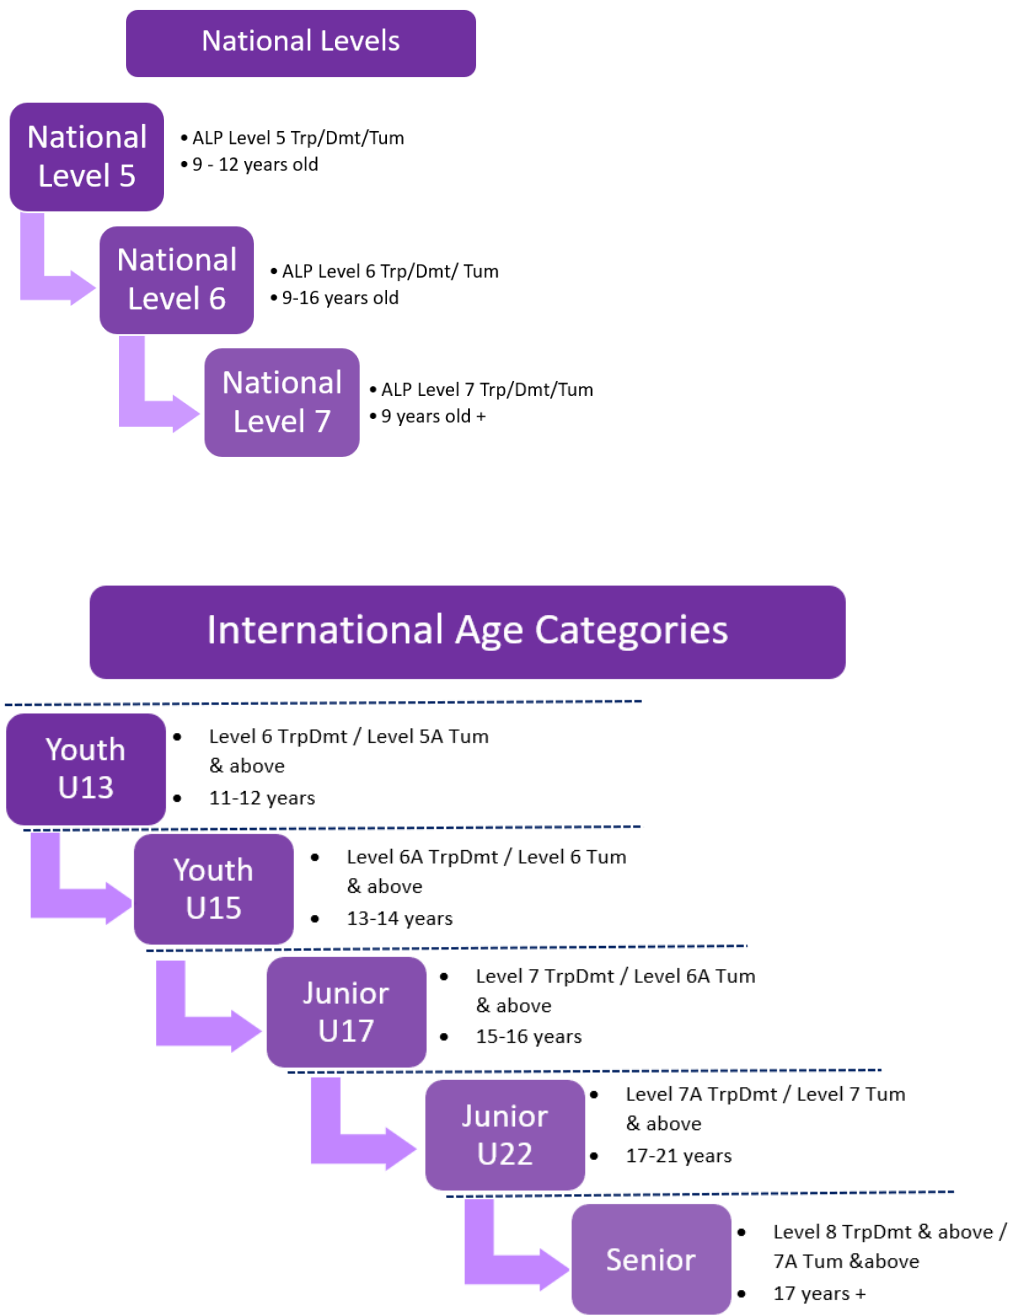 National Levels
National
Level 5
• ALP Level 5 Trp/Dmt/Tum
• 9 - 12 years old
National
Level 6
• ALP Level 6 Trp/Dmt/ Tum
• 9-16 years old
National
Level 7
• ALP Level 7 Trp/Dmt/Tum
• 9 years old +
International Age Categories
Youth
U13
• Level 6 TrpDmt / Level 5A Tum
& above
• 11-12 years
Youth
U15
• Level 6A TrpDmt / Level 6 Tum
& above
• 13-14 years
Junior
U17
• Level 7 TrpDmt / Level 6A Tum
& above
• 15-16 years
Junior
U22
• Level 7A TrpDmt / Level 7 Tum
& above
• 17-21 years
Senior
• Level 8 TrpDmt & above /
7A Tum &above
• 17 years +